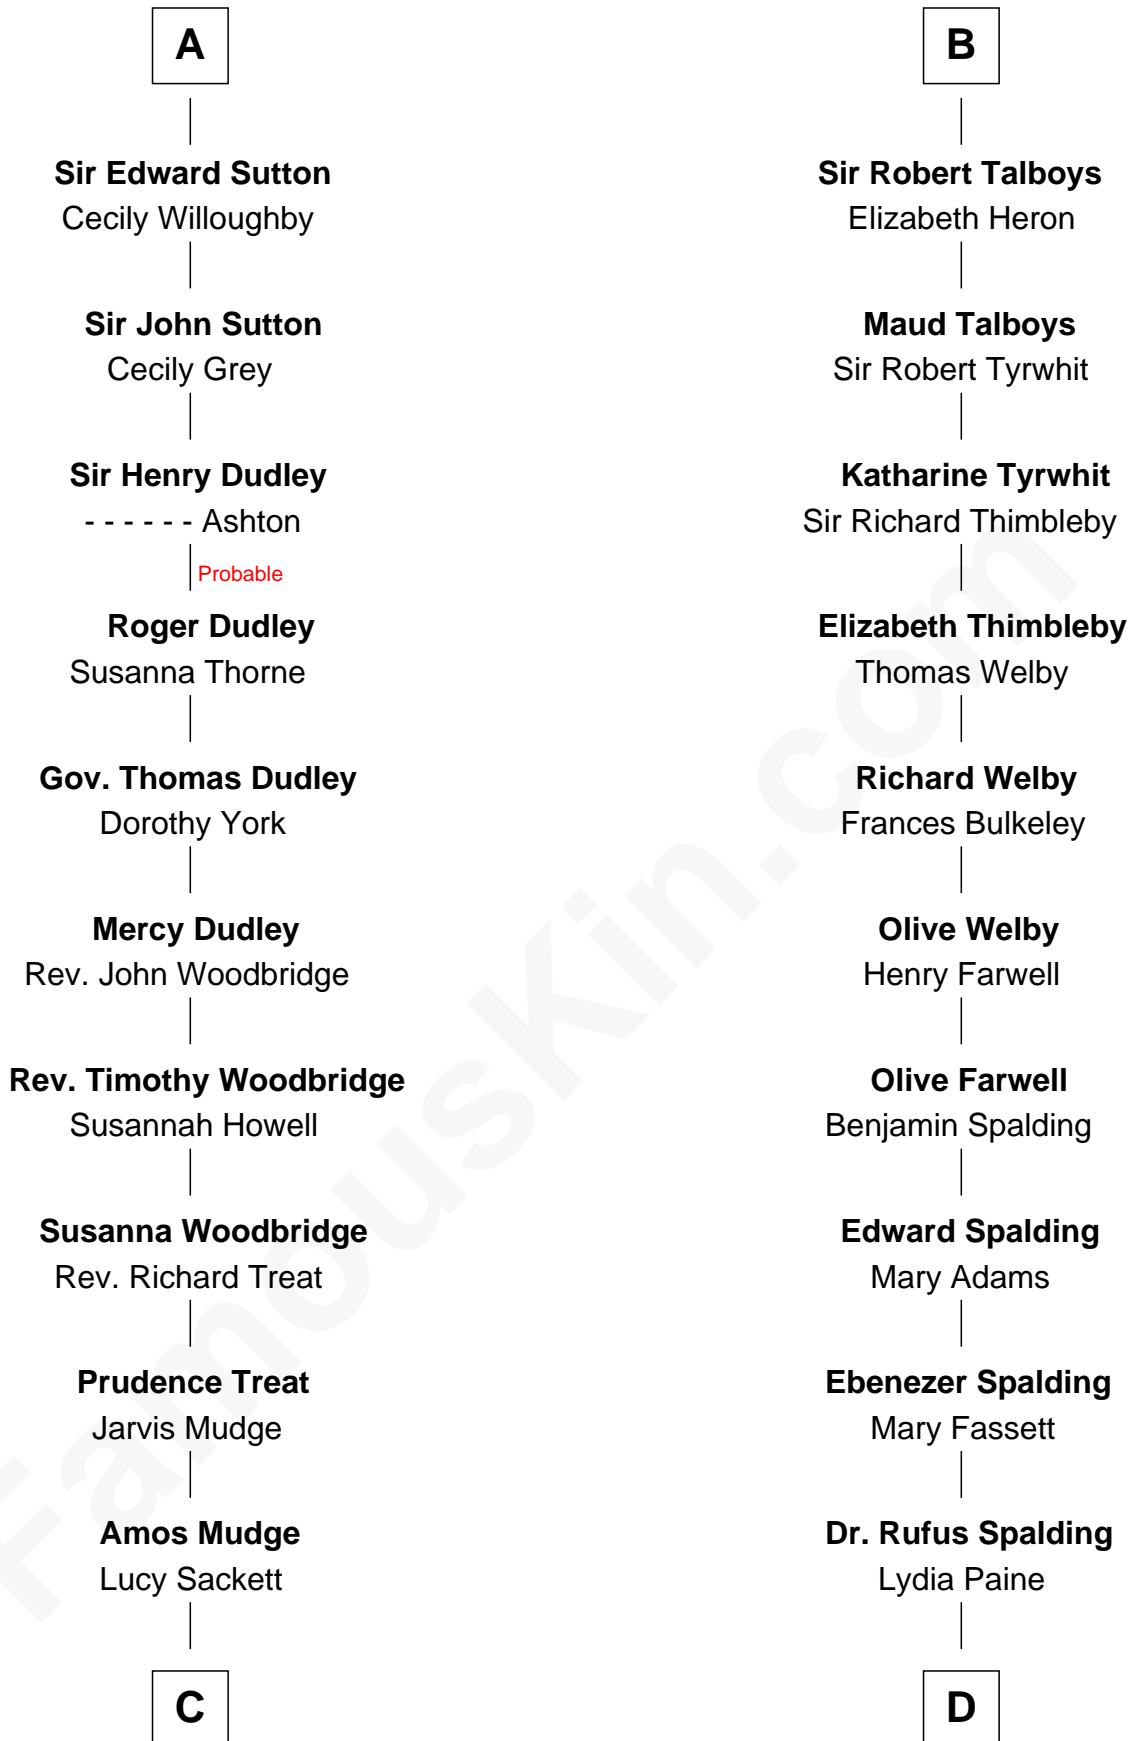 A
Sir Edward Sutton
Cecily Willoughby
Sir John Sutton
Cecily Grey
Sir Henry Dudley
- - - - - - Ashton
Probable
Roger Dudley
Susanna Thorne
Gov. Thomas Dudley
Dorothy York
Mercy Dudley
Rev. John Woodbridge
Rev. Timothy Woodbridge
Susannah Howell
Susanna Woodbridge
Rev. Richard Treat
Prudence Treat
Jarvis Mudge
Amos Mudge
Lucy Sackett
C
B
Sir Robert Talboys
Elizabeth Heron
Maud Talboys
Sir Robert Tyrwhit
Katharine Tyrwhit
Sir Richard Thimbleby
Elizabeth Thimbleby
Thomas Welby
Richard Welby
Frances Bulkeley
Olive Welby
Henry Farwell
Olive Farwell
Benjamin Spalding
Edward Spalding
Mary Adams
Ebenezer Spalding
Mary Fassett
Dr. Rufus Spalding
Lydia Paine
D
FamousKin.com